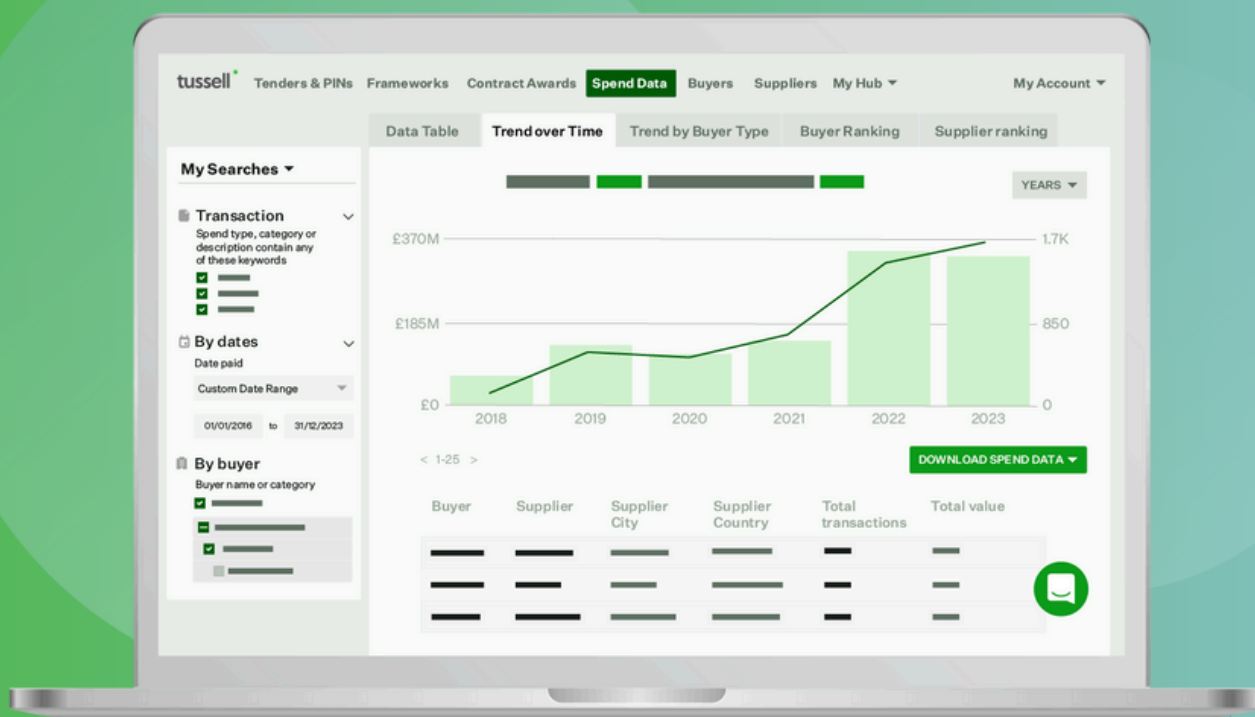 tussell
Tenders & PINs Frameworks Contract Awards Spend Data Buyers Suppliers My Hub My Account
Data Table Trend over Time Trend by Buyer Type Buyer Ranking Supplier ranking
My Searches
Transaction
Spend type, category or
description contain any
of these keywords
By dates
Date paid
Custom Date Range
01/01/2016 to 31/12/2023
By buyer
Buyer name or category
YEARS
£370M 1.7K
£185M 850
£0 0
2018 2019 2020 2021 2022 2023
< 1-25 >
DOWNLOAD SPEND DATA
Buyer Supplier Supplier City Supplier Country Total transactions Total value